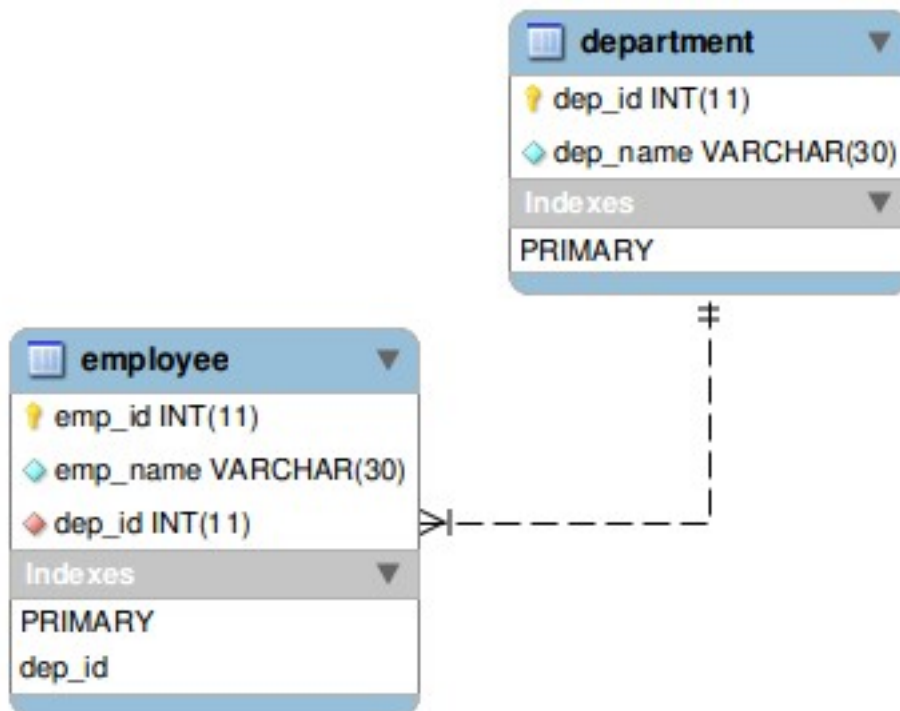 department
dep_id INT(11)
dep_name VARCHAR(30)
Indexes
PRIMARY
employee
emp_id INT(11)
emp_name VARCHAR(30)
dep_id INT(11)
Indexes
PRIMARY
dep_id